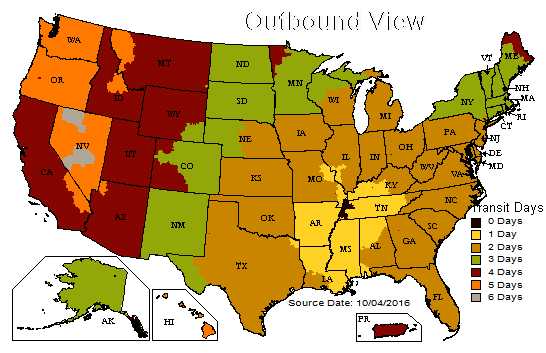 Outbound View
WA
MT
ND
ME
VT
OR
ID
MN
NH
SD
WI
NY
MA
WY
MI
RI
CT
NE
IA
PA
NJ
NV
IL
IN
OH
DE
UT
CO
MD
CA
KS
MO
WV
VA
KY
NC
TN
AZ
NM
OK
AR
SC
MS
AL
GA
TX
LA
FL
Transit Days
0 Days
1 Day
2 Days
3 Days
4 Days
5 Days
6 Days
Source Date: 10/04/2016
AK
HI
PR